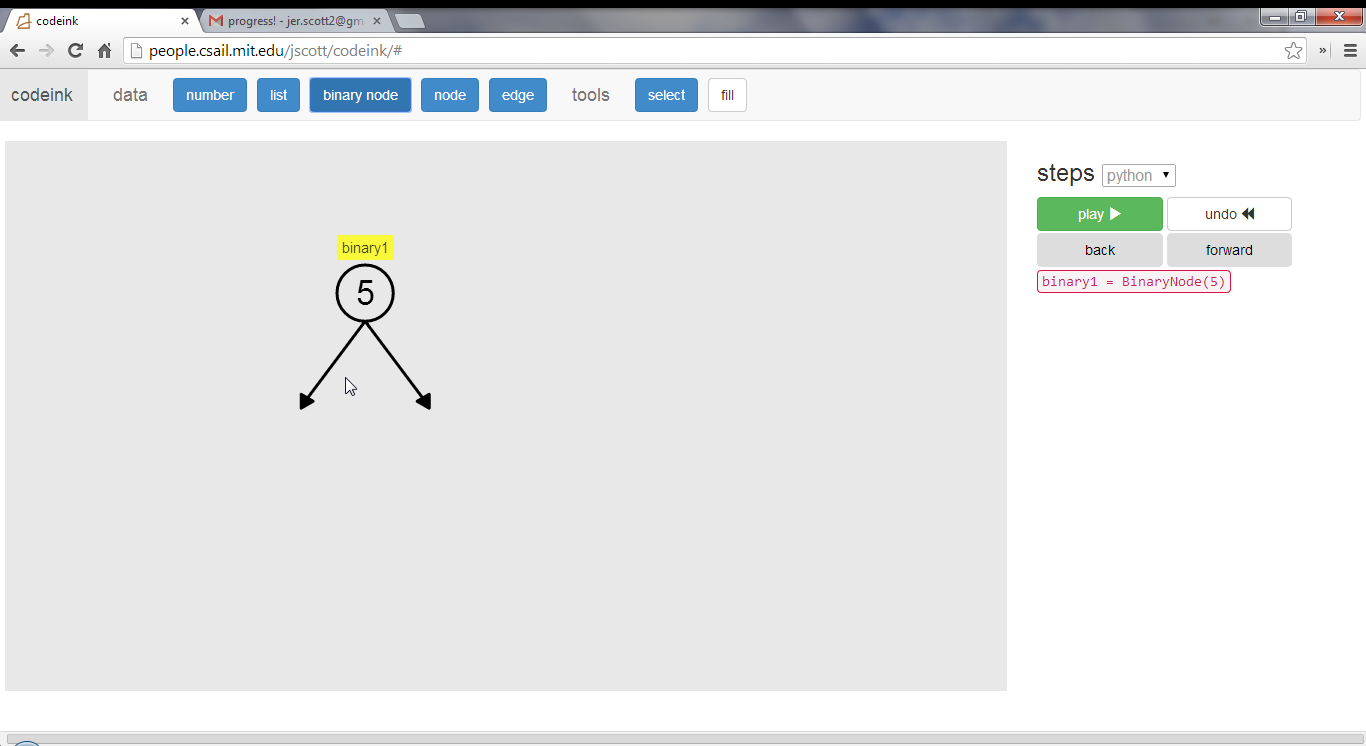 codeink
progress! - jer.scott2@gm
people.csail.mit.edu/jscott/codeink/#
»
codeink data number list binary node node edge tools select fill
steps python
play undo
back forward
binary1 = BinaryNode(5)
binary1
5